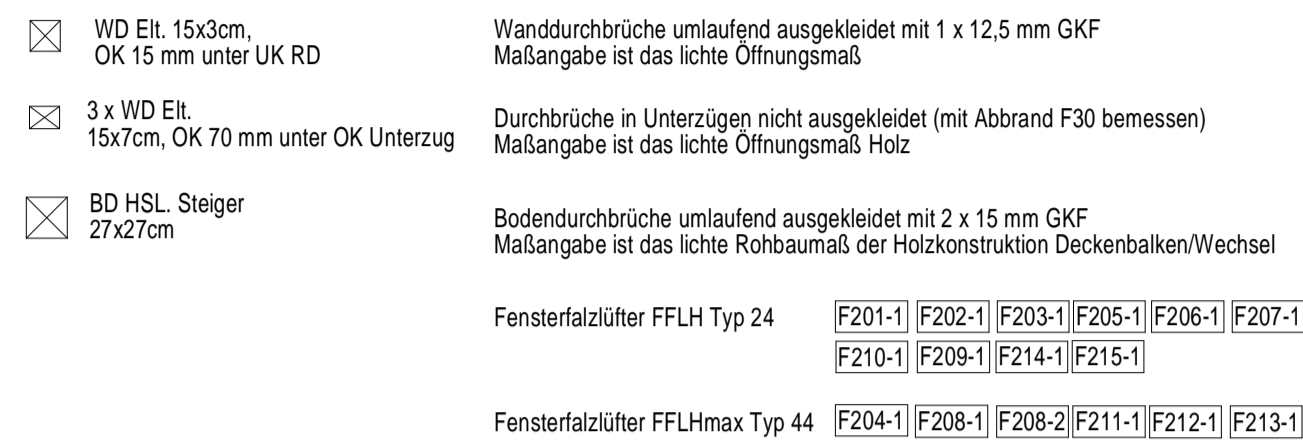 WD Elt. 15x3cm,
OK 15 mm unter UK RD
Wanddurchbrüche umlaufend ausgekleidet mit 1 x 12,5 mm GKF
Maßangabe ist das lichte Öffnungsmaß
3 x WD Elt.
15x7cm, OK 70 mm unter OK Unterzug
Durchbrüche in Unterzügen nicht ausgekleidet (mit Abbrand F30 bemessen)
Maßangabe ist das lichte Öffnungsmaß Holz
BD HSL. Steiger
27x27cm
Bodendurchbrüche umlaufend ausgekleidet mit 2 x 15 mm GKF
Maßangabe ist das lichte Rohbaumaß der Holzkonstruktion Deckenbalken/Wechsel
Fensterfalzlüfter FFLH Typ 24 F201-1 F202-1 F203-1 F205-1 F206-1 F207-1
F210-1 F209-1 F214-1 F215-1
Fensterfalzlüfter FFLHmax Typ 44 F204-1 F208-1 F208-2 F211-1 F212-1 F213-1